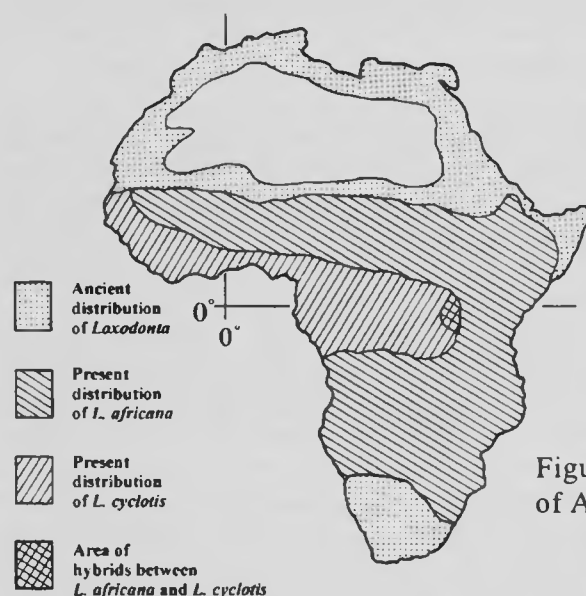 0°
0°
Ancient
distribution
of Loxodonta
Present
distribution
of L. africana
Present
distribution
of L. cyclotis
Area of
hybrids between
L. africana and L. cyclotis
Figu
of A